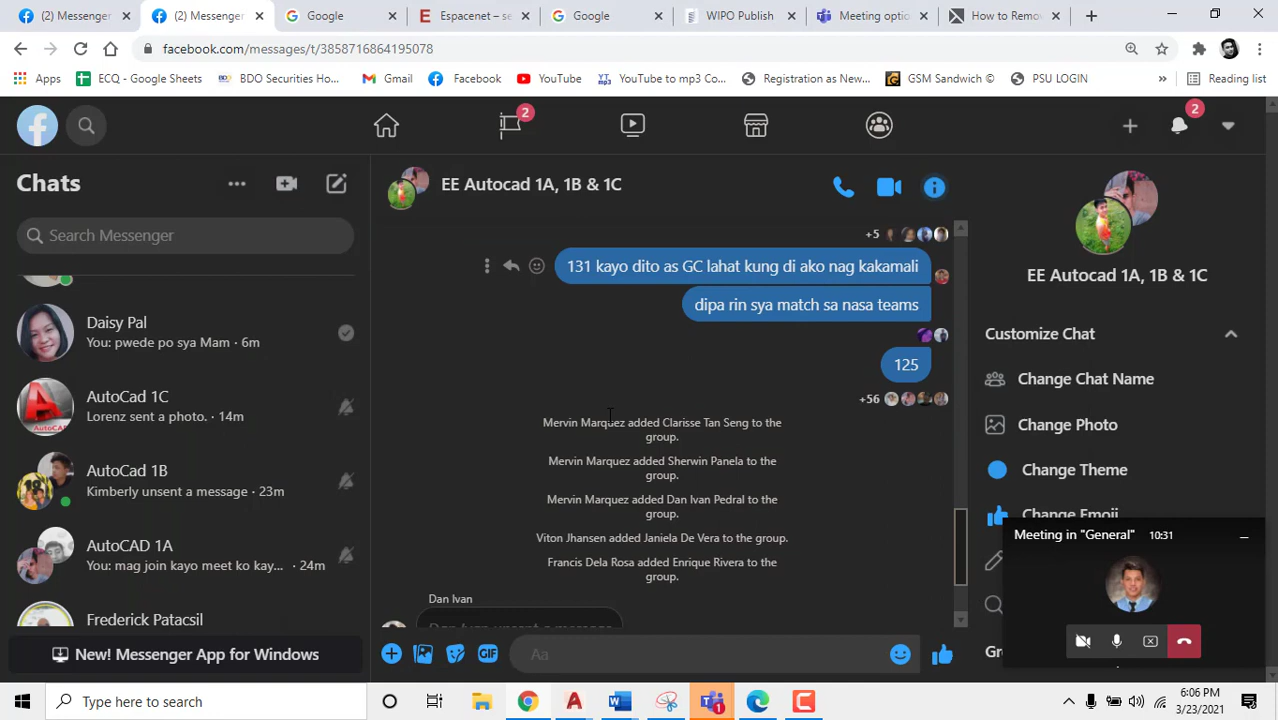 (2) Messenger
(2) Messenger
Google
Espacenet – se
Google
WIPO Publish
Meeting optio
How to Remov
facebook.com/messages/t/3858716864195078
Apps
ECQ - Google Sheets
BDO Securities Ho...
Gmail
Facebook
YouTube
YouTube to mp3 Co...
Registration as New...
GSM Sandwich ©
PSU LOGIN
»
Reading list
2
2
Chats
Search Messenger
Daisy Pal
You: pwede po sya Mam · 6m
AutoCad 1C
Lorenz sent a photo. · 14m
AutoCad 1B
Kimberly unsent a message · 23m
AutoCAD 1A
You: mag join kayo meet ko kay... · 24m
Frederick Patacsil
New! Messenger App for Windows
EE Autocad 1A, 1B & 1C
+5
131 kayo dito as GC lahat kung di ako nag kakamali
dipa rin sya match sa nasa teams
125
+56
Mervin Marquez added Clarisse Tan Seng to the
group.
Mervin Marquez added Sherwin Panela to the
group.
Mervin Marquez added Dan Ivan Pedral to the
group.
Viton Jhansen added Janiela De Vera to the group.
Francis Dela Rosa added Enrique Rivera to the
group.
Dan Ivan
Dan Ivan unsent a message
GIF
Aa
EE Autocad 1A, 1B & 1C
Customize Chat
Change Chat Name
Change Photo
Change Theme
Change Emoji
Meeting in "General" 10:31
Type here to search
6:06 PM
3/23/2021